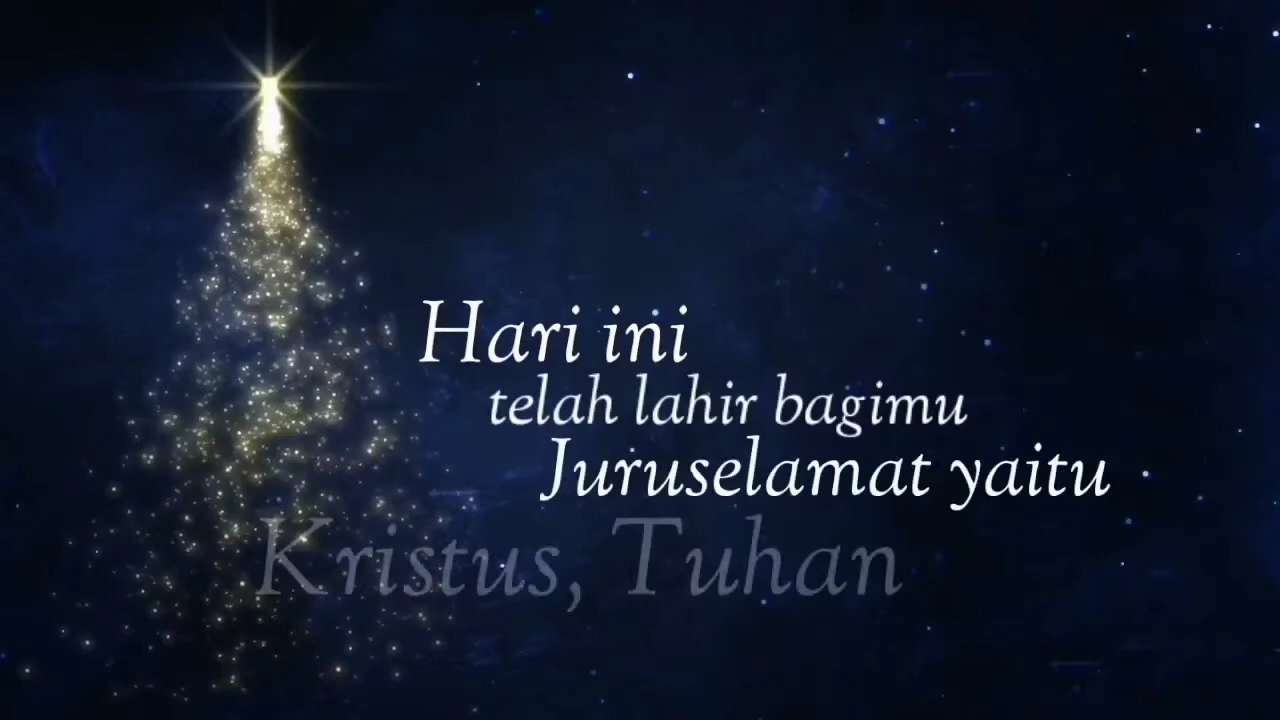 Hari ini
telah lahir bagimu
Juruselamat yaitu
Kristus, Tuhan